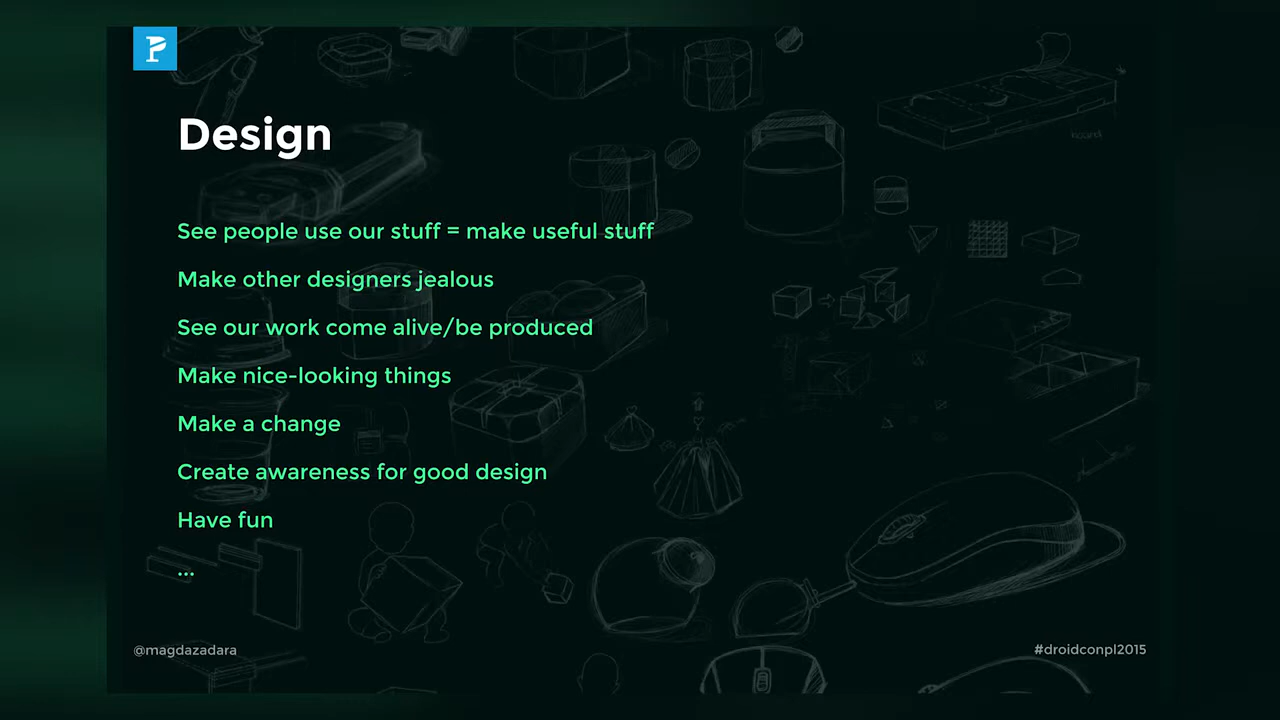 Design
See people use our stuff = make useful stuff
Make other designers jealous
See our work come alive/be produced
Make nice-looking things
Make a change
Create awareness for good design
Have fun
...
@magdazadara
#droidconpl2015